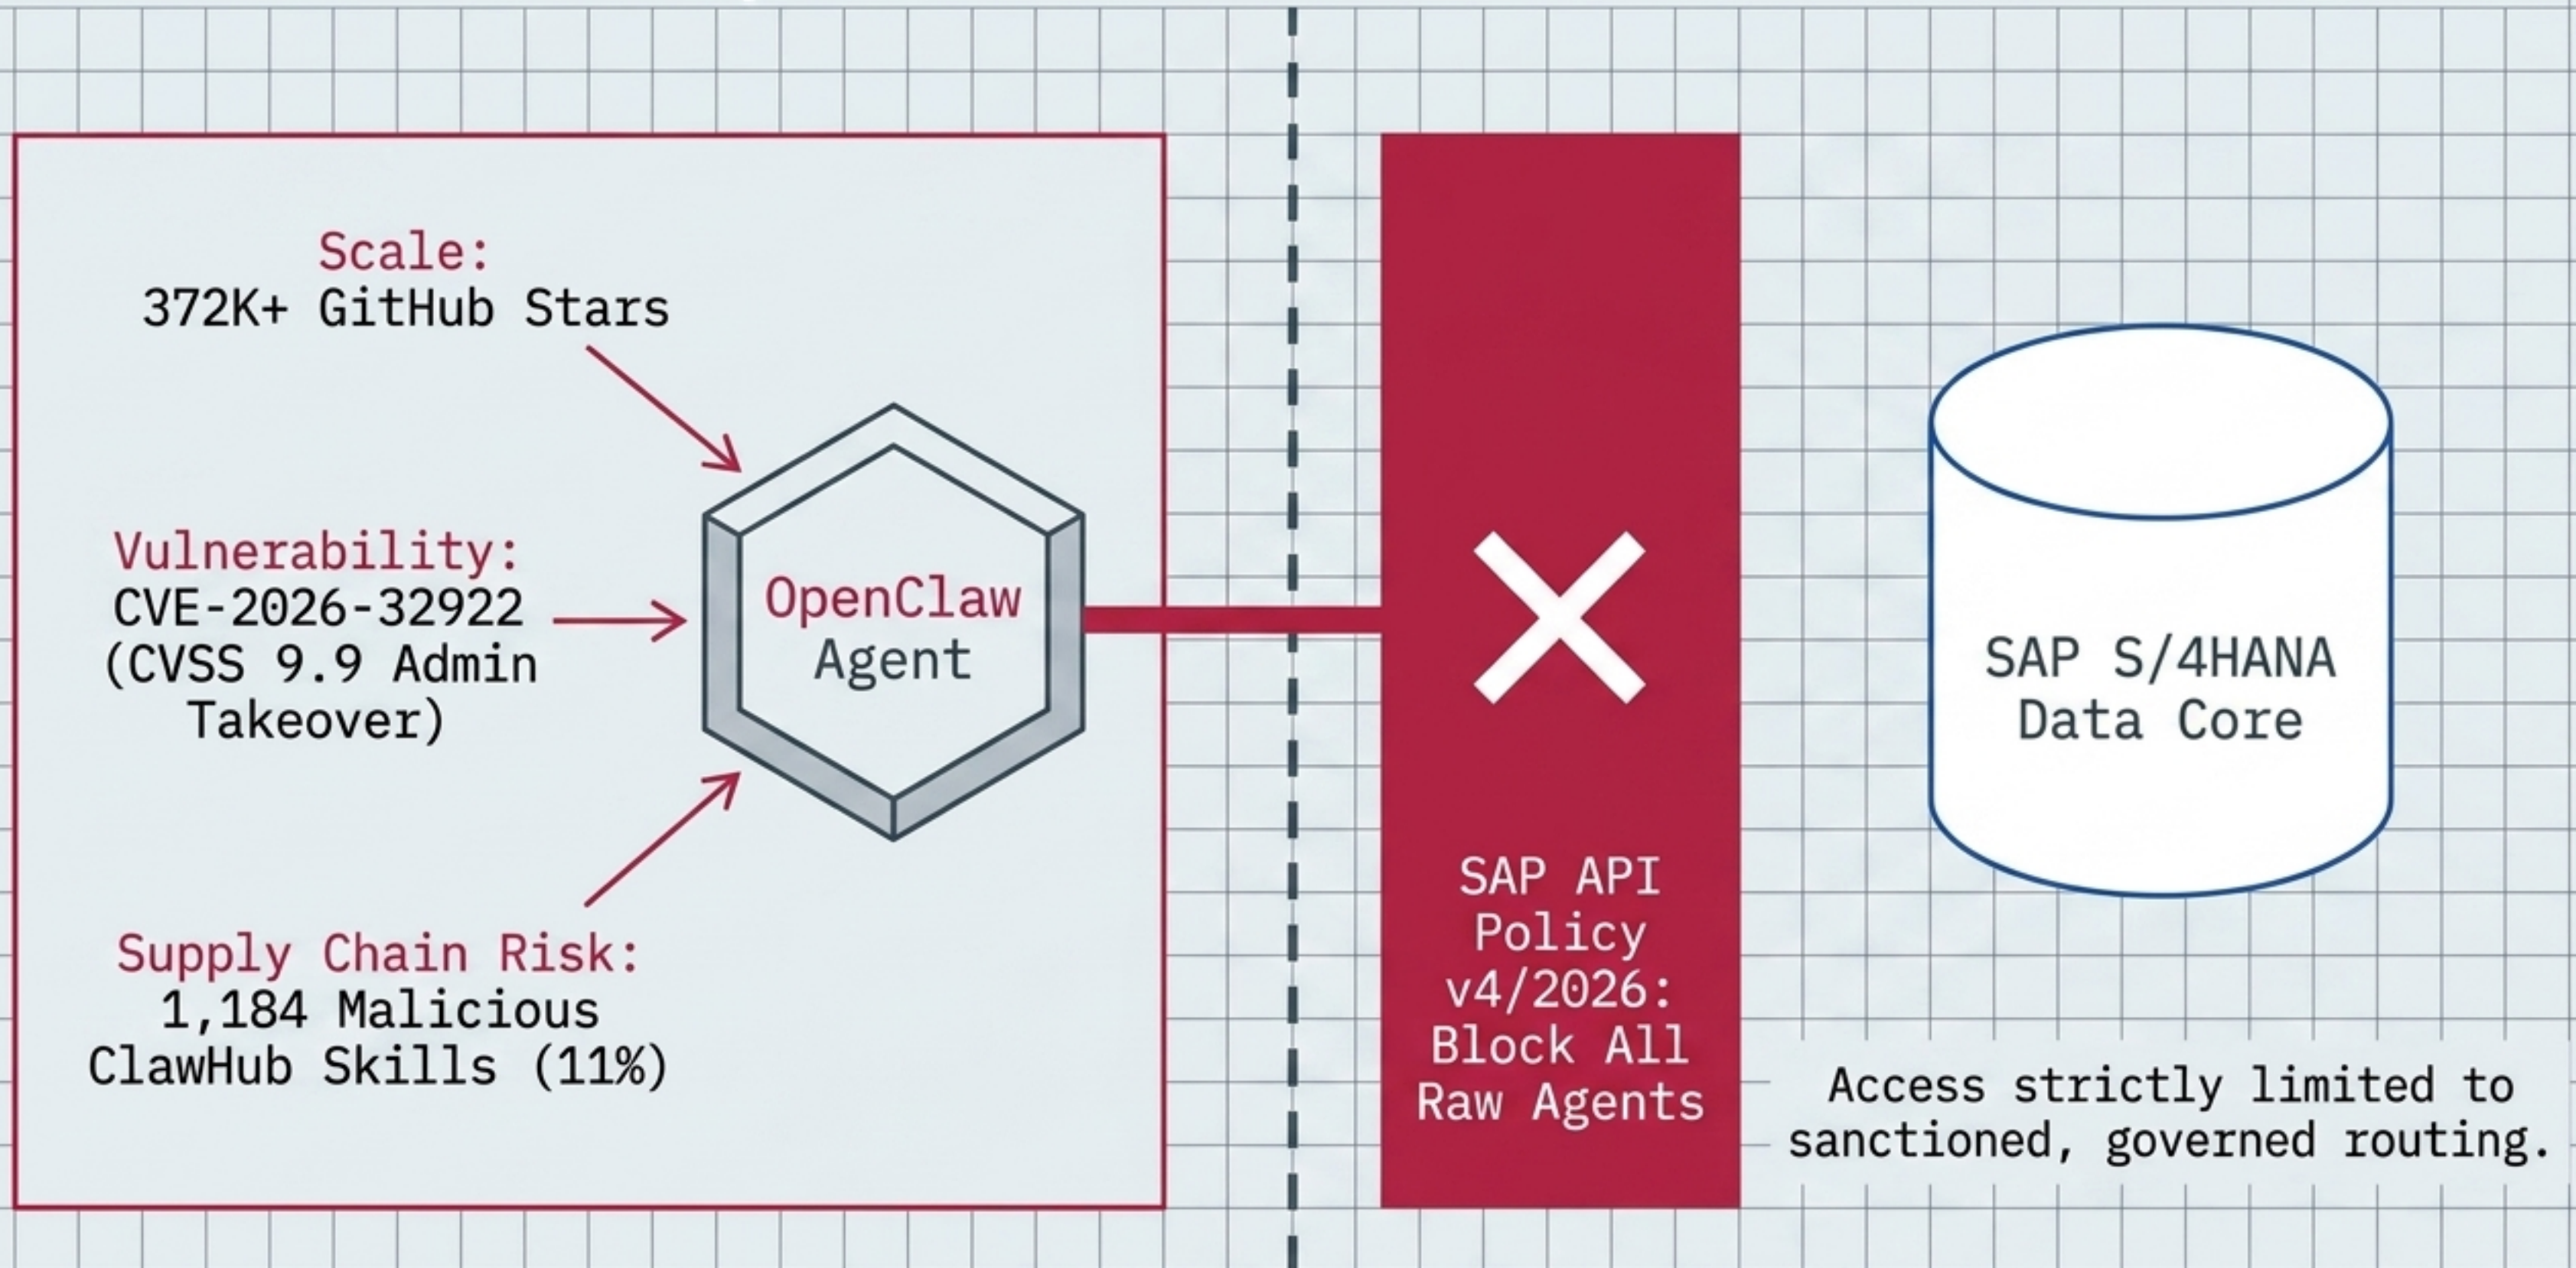 Scale:
372K+ GitHub Stars
Vulnerability:
CVE-2026-32922
(CVSS 9.9 Admin
Takeover)
Supply Chain Risk:
1,184 Malicious
ClawHub Skills (11%)
OpenClaw
Agent
SAP API
Policy
v4/2026:
Block All
Raw Agents
SAP S/4HANA
Data Core
Access strictly limited to
sanctioned, governed routing.